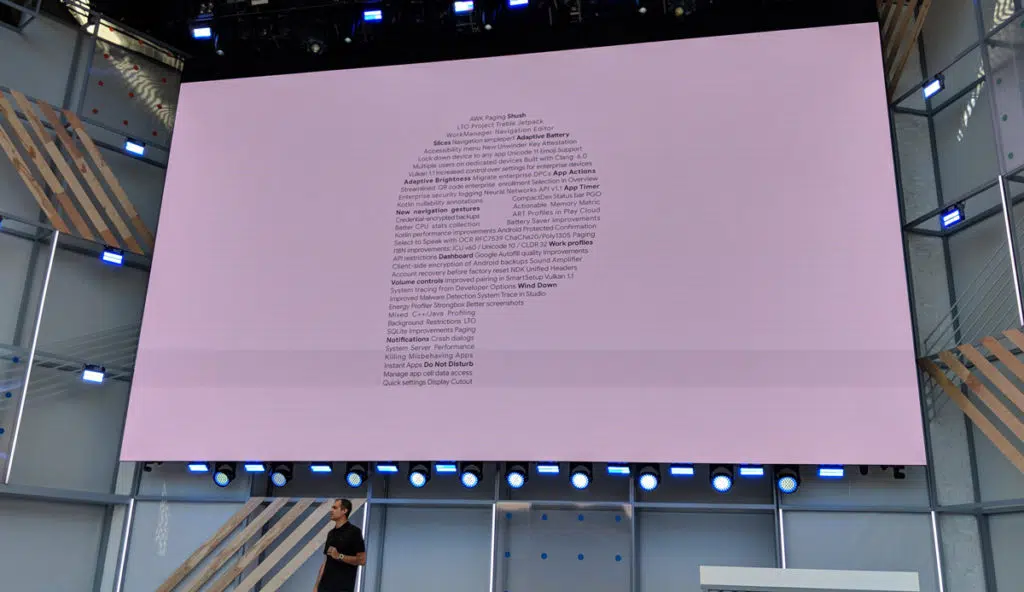 AWK Paging Shush
LTO Project Treble Jetpack
WorkManager Navigation Editor
Slices Navigation simpleperf Adaptive Battery
Accessibility menu New Unwinder Key Attestation
Lock down device to any app Unicode 11 Emoji Support
Multiple users on dedicated devices Built with Clang: 6.0
Vulkan 1.1 Increased control over settings for enterprise devices
Adaptive Brightness Migrate enterprise DPCs App Actions
Streamlined QR code enterprise enrollment Selection in Overview
Enterprise security logging Neural Networks API v1.1 App Timer
Kotlin nullability annotations CompactDex Status bar PGO
Actionable Memory Metric
New navigation gestures ART Profiles in Play Cloud
Credential-encrypted backups Battery Saver Improvements
Better CPU stats collection
Kotlin performance improvements Android Protected Confirmation
Select to Speak with OCR RFC7539 ChaCha20/Poly1305 Paging
I18N improvements: ICU v60 / Unicode 10 / CLDR 32 Work profiles
API restrictions Dashboard Google Autofill quality Improvements
Client-side encryption of Android backups Sound Amplifier
Account recovery before factory reset NDK Unified Headers
Volume controls Improved pairing in SmartSetup Vulkan 1.1
System tracing from Developer Options Wind Down
Improved Malware Detection System Trace in Studio
Energy Profiler Strongbox Better screenshots
Mixed C++/Java Profiling
Background Restrictions LTO
SQLite Improvements Paging
Notifications Crash dialogs
System Server Performance
Killing Misbehaving Apps
Instant Apps Do Not Disturb
Manage app cell data access
Quick settings Display Cutout